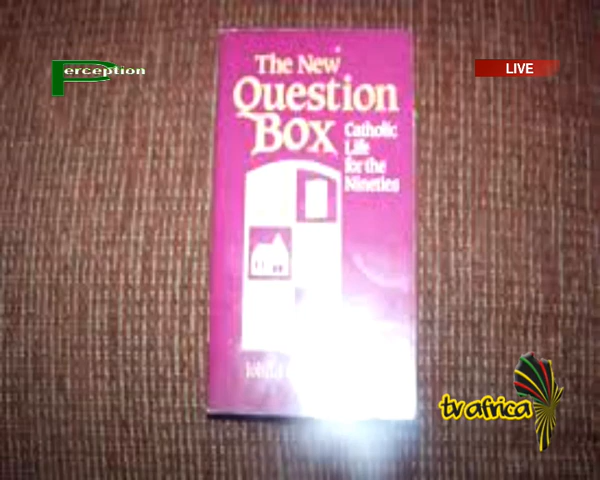 Perception
LIVE
The New
Question
Box
Catholic
Life
for the
Nineties
tv africa